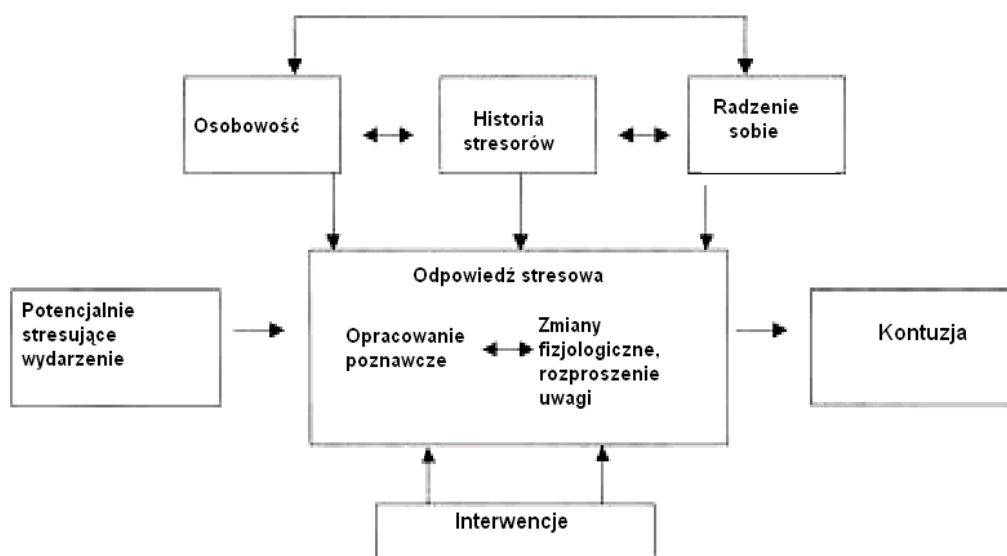 Osobowość
Historia
stresorów
Radzenie
sobie
Odpowiedź stresowa
Potencjalnie
stresujące
wydarzenie
Opracowanie
poznawcze
Zmiany
fizjologiczne,
rozproszenie
uwagi
Kontuzja
Interwencje